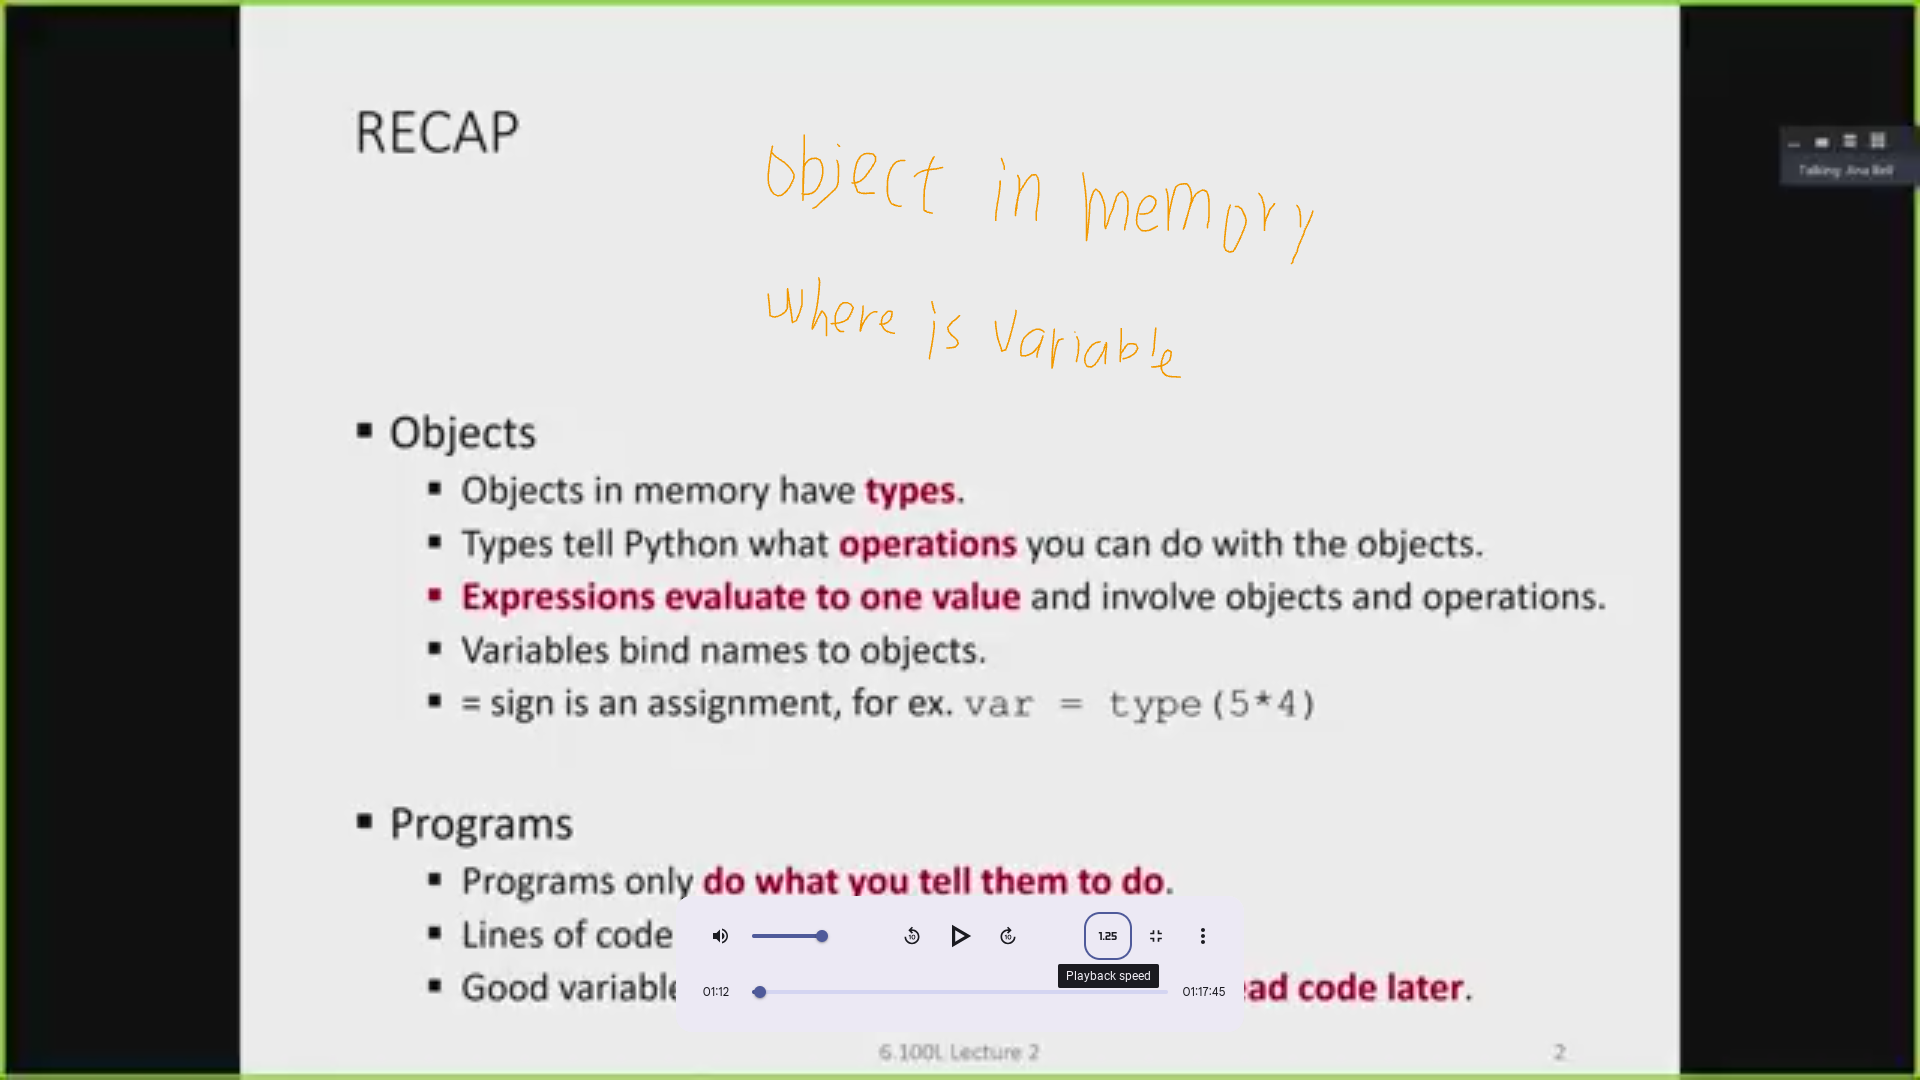 RECAP
object in memory
where is variable
Talking: Ana Bell
▪ Objects
▪ Objects in memory have types.
▪ Types tell Python what operations you can do with the objects.
▪ Expressions evaluate to one value and involve objects and operations.
▪ Variables bind names to objects.
▪ = sign is an assignment, for ex. var = type(5*4)
▪ Programs
▪ Programs only do what you tell them to do.
▪ Lines of code
1.25
Playback speed
▪ Good variable ad code later.
01:12 01:17:45
6.100L Lecture 2 2